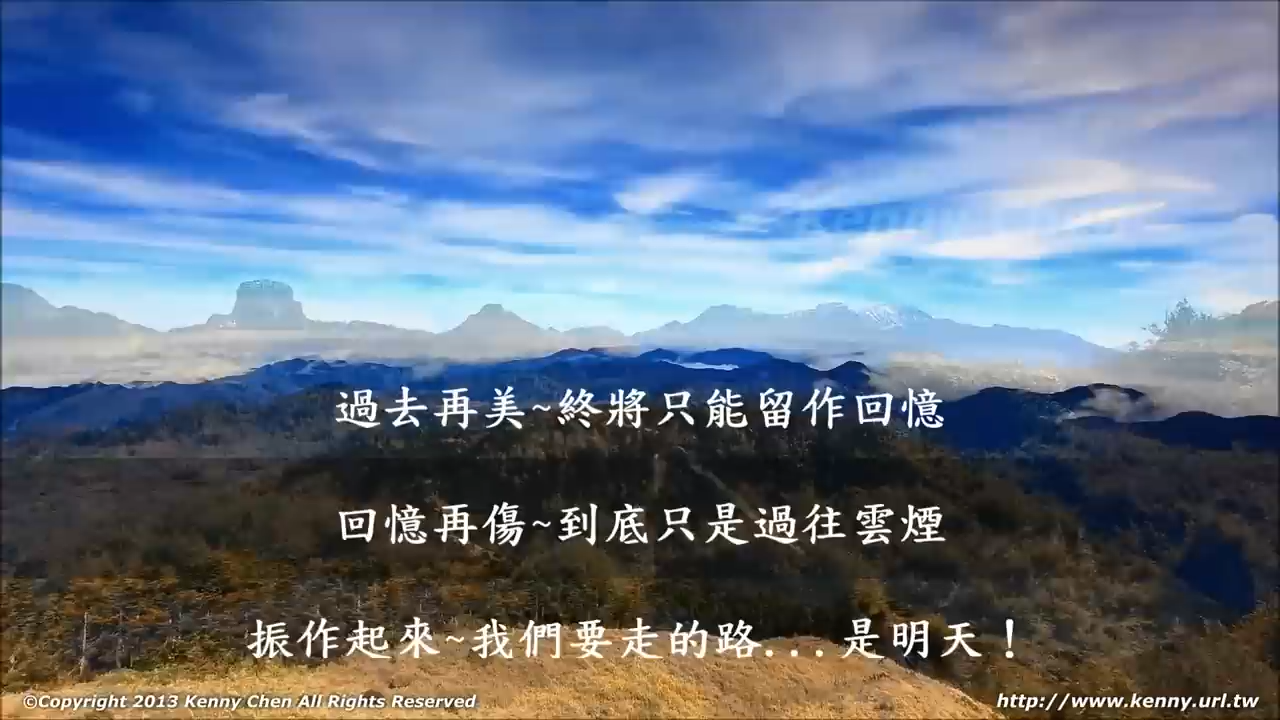 Kenny Chen
過去再美~終將只能留作回憶
回憶再傷~到底只是過往雲煙
振作起來~我們要走的路...是明天！
©Copyright 2013 Kenny Chen All Rights Reserved
http://www.kenny.url.tw